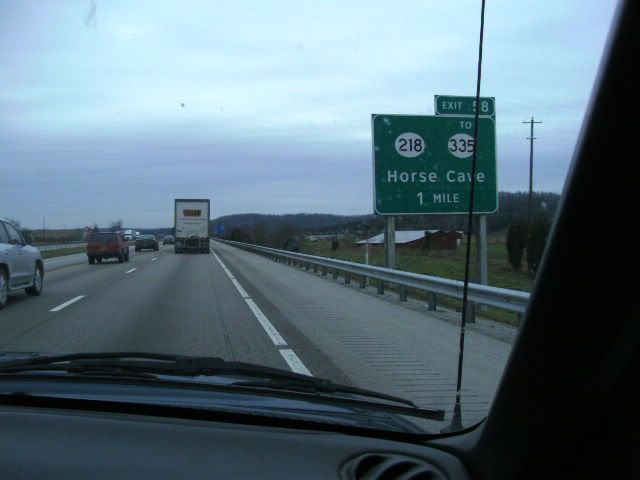 EXIT 58
TO
218 335
Horse Cave
1 MILE